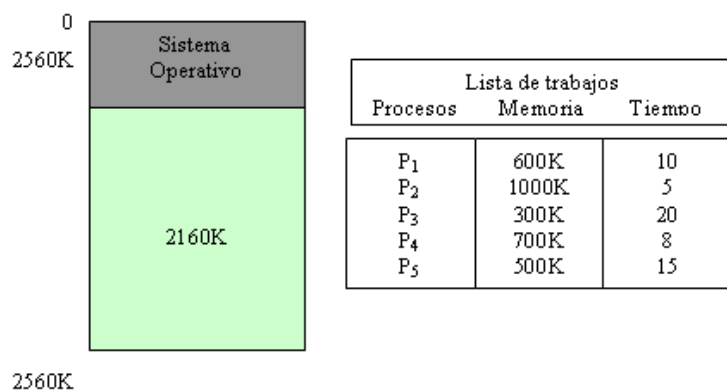 0
2560K
Sistema
Operativo
2160K
2560K
Lista de trabajos
Procesos Memoria Tiempo
P1 600K 10
P2 1000K 5
P3 300K 20
P4 700K 8
P5 500K 15